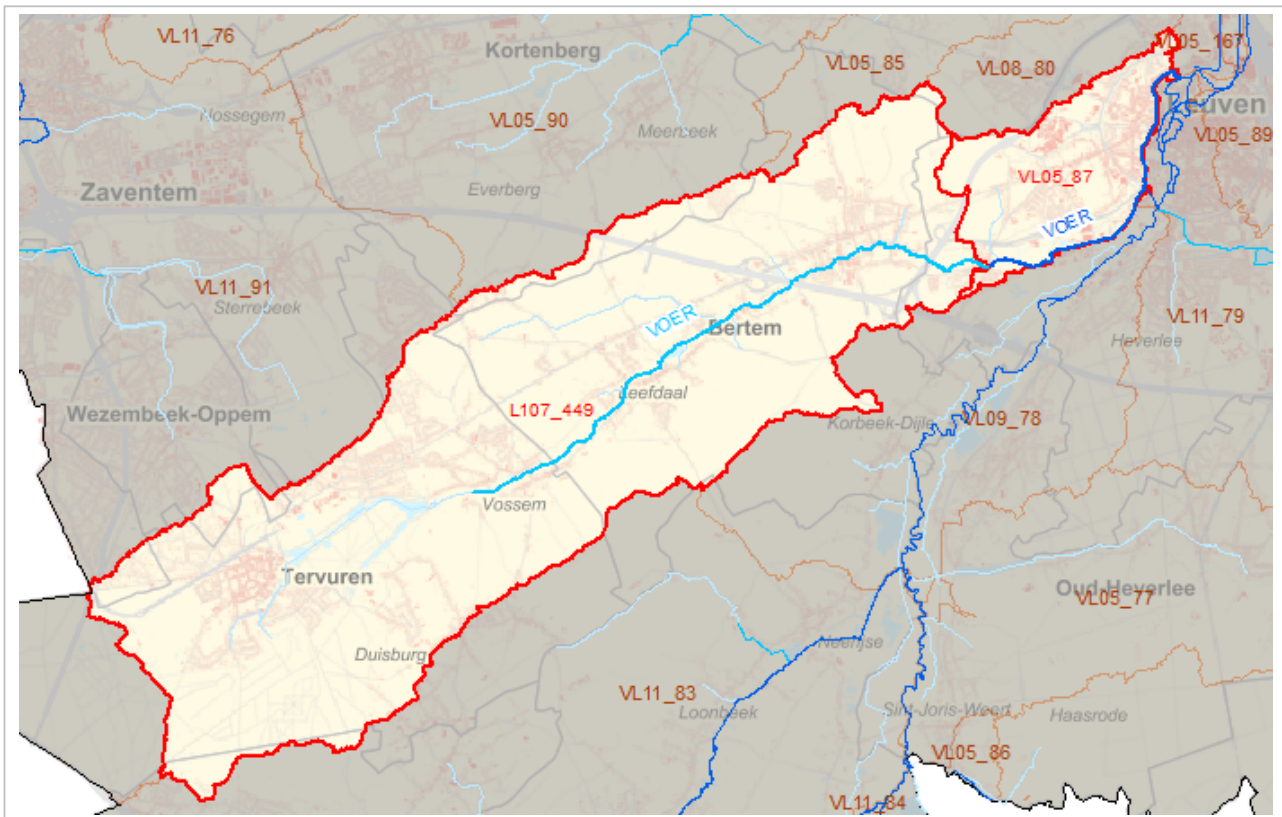 VL11_76
Kortenberg
VL05_85
VL05_167
VL08_80
Leuven
Nossegem
VL05_90
Meerbeek
VL05_89
Zaventem
Everberg
VL05_87
VOER
VL11_91
Sterrebeek
VOER
Bertem
VL11_79
Heverlee
Leefdaal
Wezembeek-Oppem
L107_449
Korbeek-Dijle
VL09_78
Vossem
Tervuren
Oud-Heverlee
VL05_77
Duisburg
Neerijse
VL11_83
Loonbeek
Sint-Joris-Weert
Haasrode
VL05_86
VL11_84